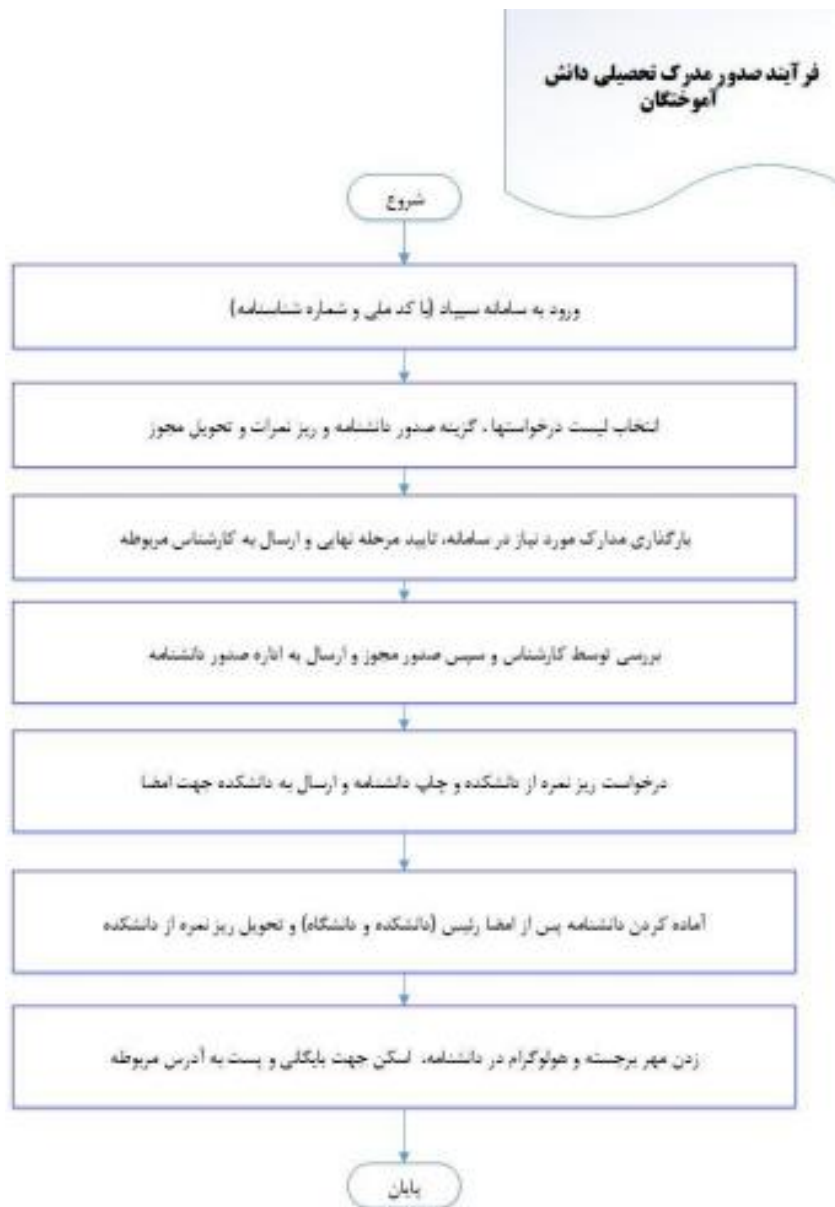 فرآیند صدور مدرک تحصیلی دانش
آموختگان
شروع
ورود به سامانه سیباد (با کد ملی و شماره شناسنامه)
انتخاب لیست درخواستها ، گزینه صدور دانشنامه و ریز نمرات و تحویل مجوز
بارگذاری مدارک مورد نیاز در سامانه، تایید مرحله نهایی و ارسال به کارشناس مربوطه
بررسی توسط کارشناس و سپس صدور مجوز و ارسال به اداره صدور دانشنامه
درخواست ریز نمره از دانشکده و چاپ دانشنامه و ارسال به دانشکده جهت امضا
آماده کردن دانشنامه پس از امضا رئیس (دانشکده و دانشگاه) و تحویل ریز نمره از دانشکده
زدن مهر برجسته و هولوگرام در دانشنامه، اسکن جهت بایگانی و پست به آدرس مربوطه
پایان